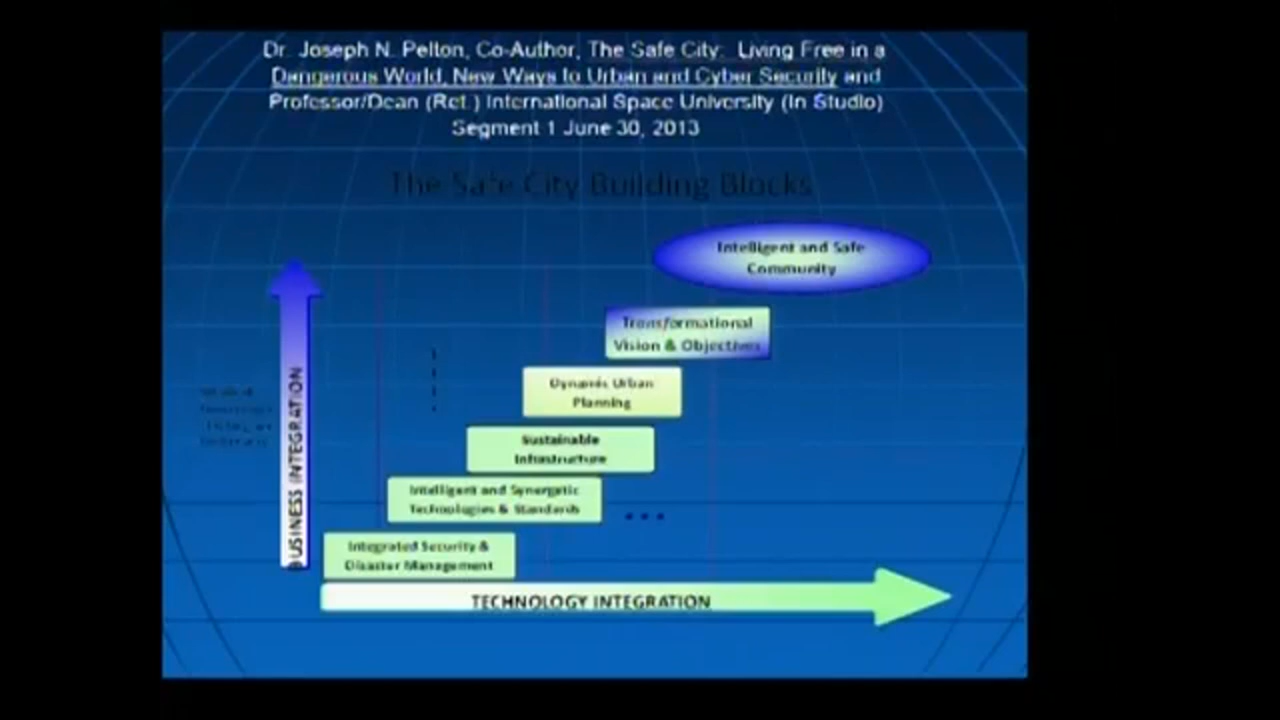 Dr. Joseph N. Pelton, Co-Author, The Safe City: Living Free in a
Dangerous World, New Ways to Urban and Cyber Security and
Professor/Dean (Ret.) International Space University (In Studio)
Segment 1 June 30, 2013
The Safe City Building Blocks
Intelligent and Safe
Community
Transformational
Vision & Objectives
Dynamic Urban
Planning
Sustainable
Infrastructure
Intelligent and Synergetic
Technologies & Standards
...
Integrated Security &
Disaster Management
BUSINESS INTEGRATION
TECHNOLOGY INTEGRATION